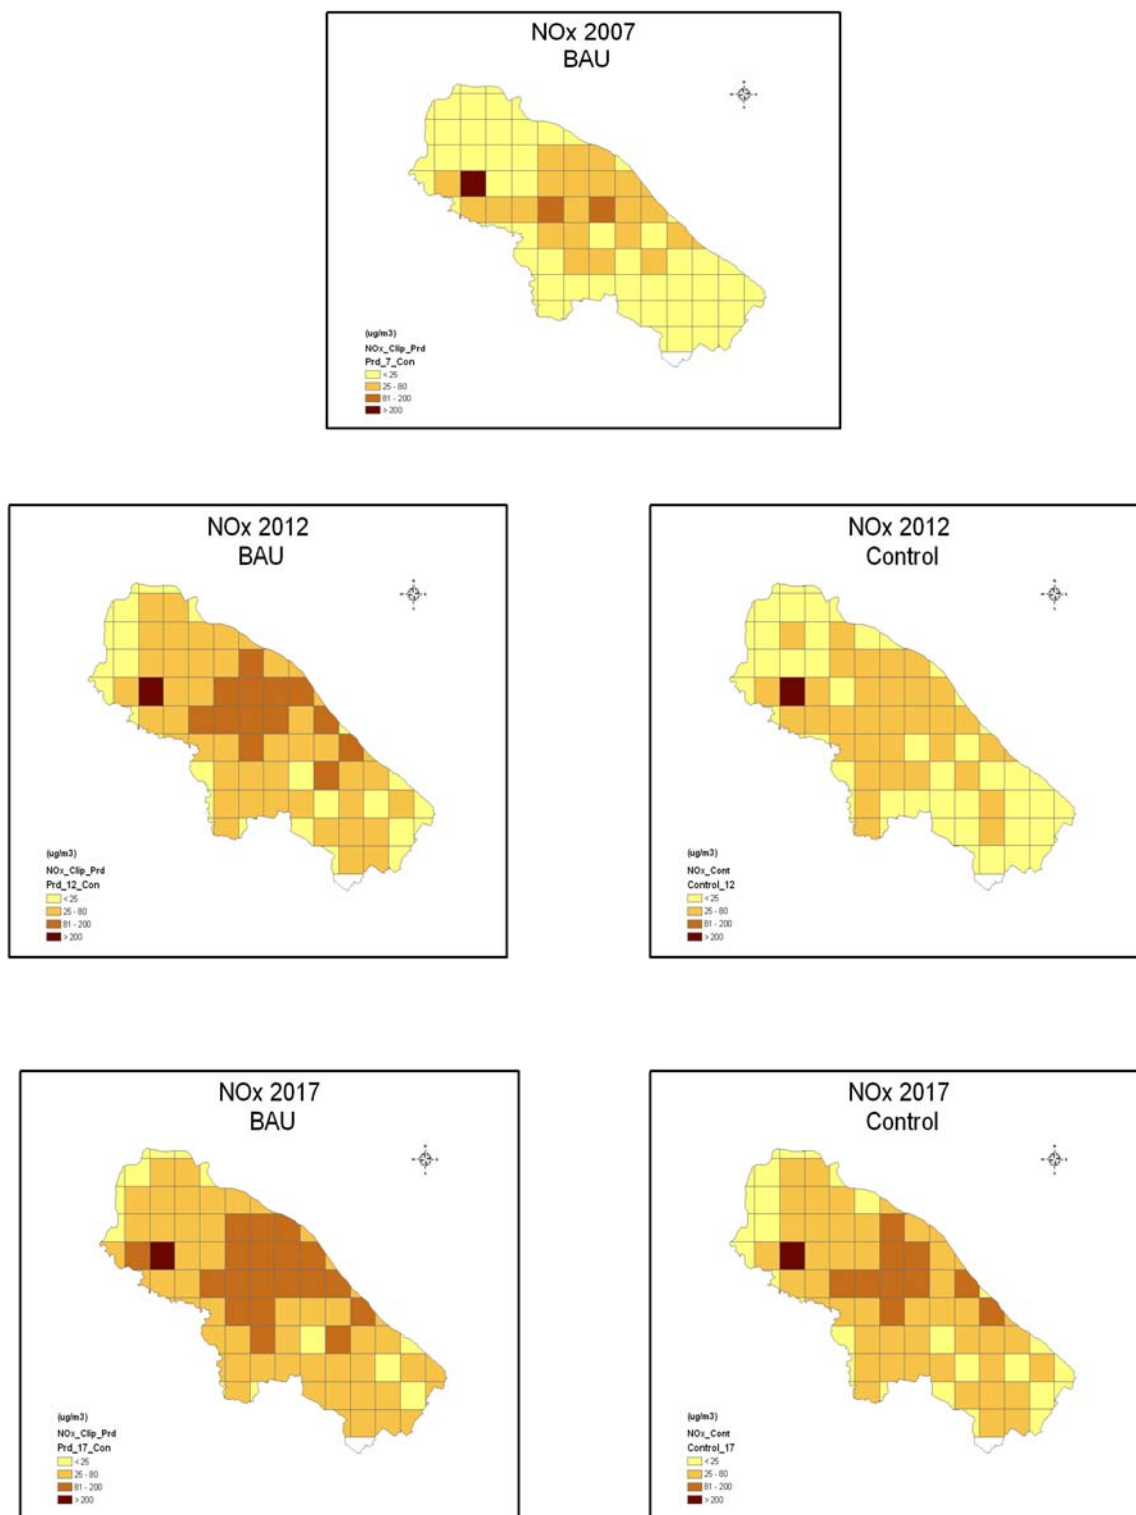 NOx 2007
BAU
(ug/m3)
NOx_Clip_Prd
Prd_7_Con
< 25
25 - 80
81 - 200
> 200
NOx 2012
BAU
(ug/m3)
NOx_Clip_Prd
Prd_12_Con
< 25
25 - 80
81 - 200
> 200
NOx 2012
Control
(ug/m3)
NOx_Cont
Control_12
< 25
25 - 80
81 - 200
> 200
NOx 2017
BAU
(ug/m3)
NOx_Clip_Prd
Prd_17_Con
< 25
25 - 80
81 - 200
> 200
NOx 2017
Control
(ug/m3)
NOx_Cont
Control_17
< 25
25 - 80
81 - 200
> 200